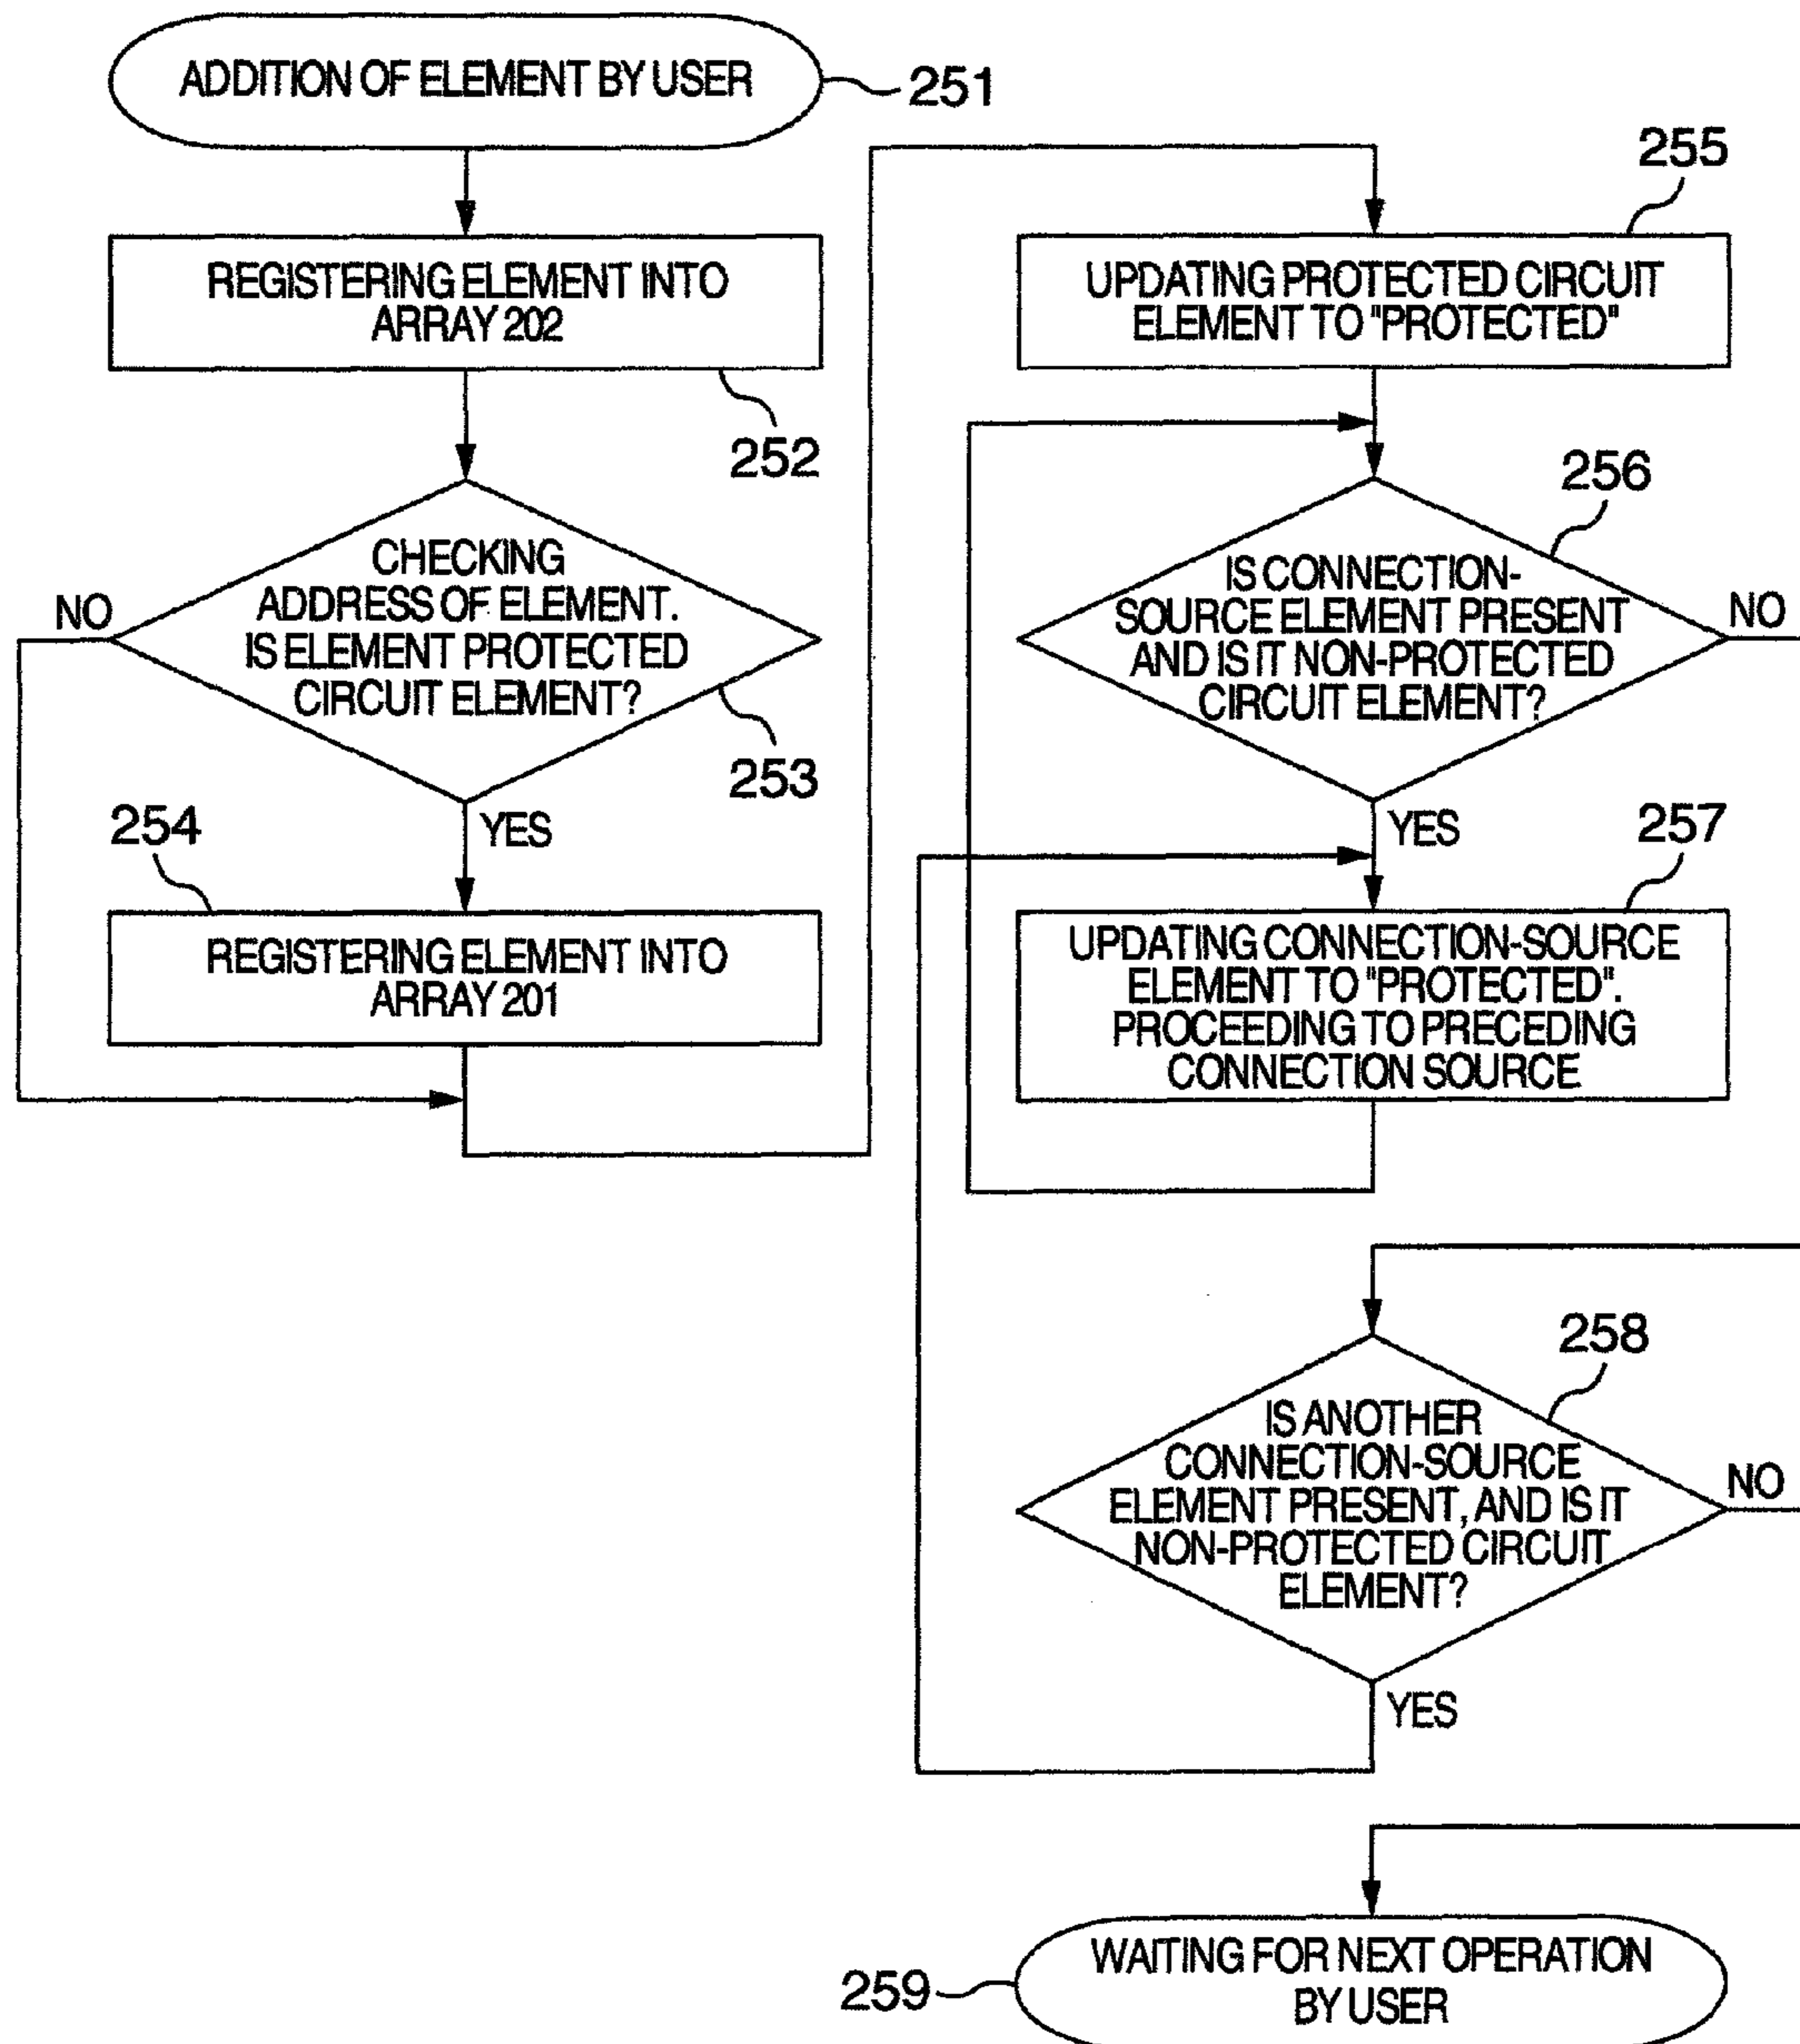 ADDITION OF ELEMENT BY USER
251
REGISTERING ELEMENT INTO
ARRAY 202
252
CHECKING
ADDRESS OF ELEMENT.
IS ELEMENT PROTECTED
CIRCUIT ELEMENT?
NO
253
YES
254
REGISTERING ELEMENT INTO
ARRAY 201
255
UPDATING PROTECTED CIRCUIT
ELEMENT TO "PROTECTED"
256
IS CONNECTION-
SOURCE ELEMENT PRESENT
AND IS IT NON-PROTECTED
CIRCUIT ELEMENT?
NO
YES
257
UPDATING CONNECTION-SOURCE
ELEMENT TO "PROTECTED".
PROCEEDING TO PRECEDING
CONNECTION SOURCE
258
IS ANOTHER
CONNECTION-SOURCE
ELEMENT PRESENT, AND IS IT
NON-PROTECTED CIRCUIT
ELEMENT?
NO
YES
WAITING FOR NEXT OPERATION
BY USER
259